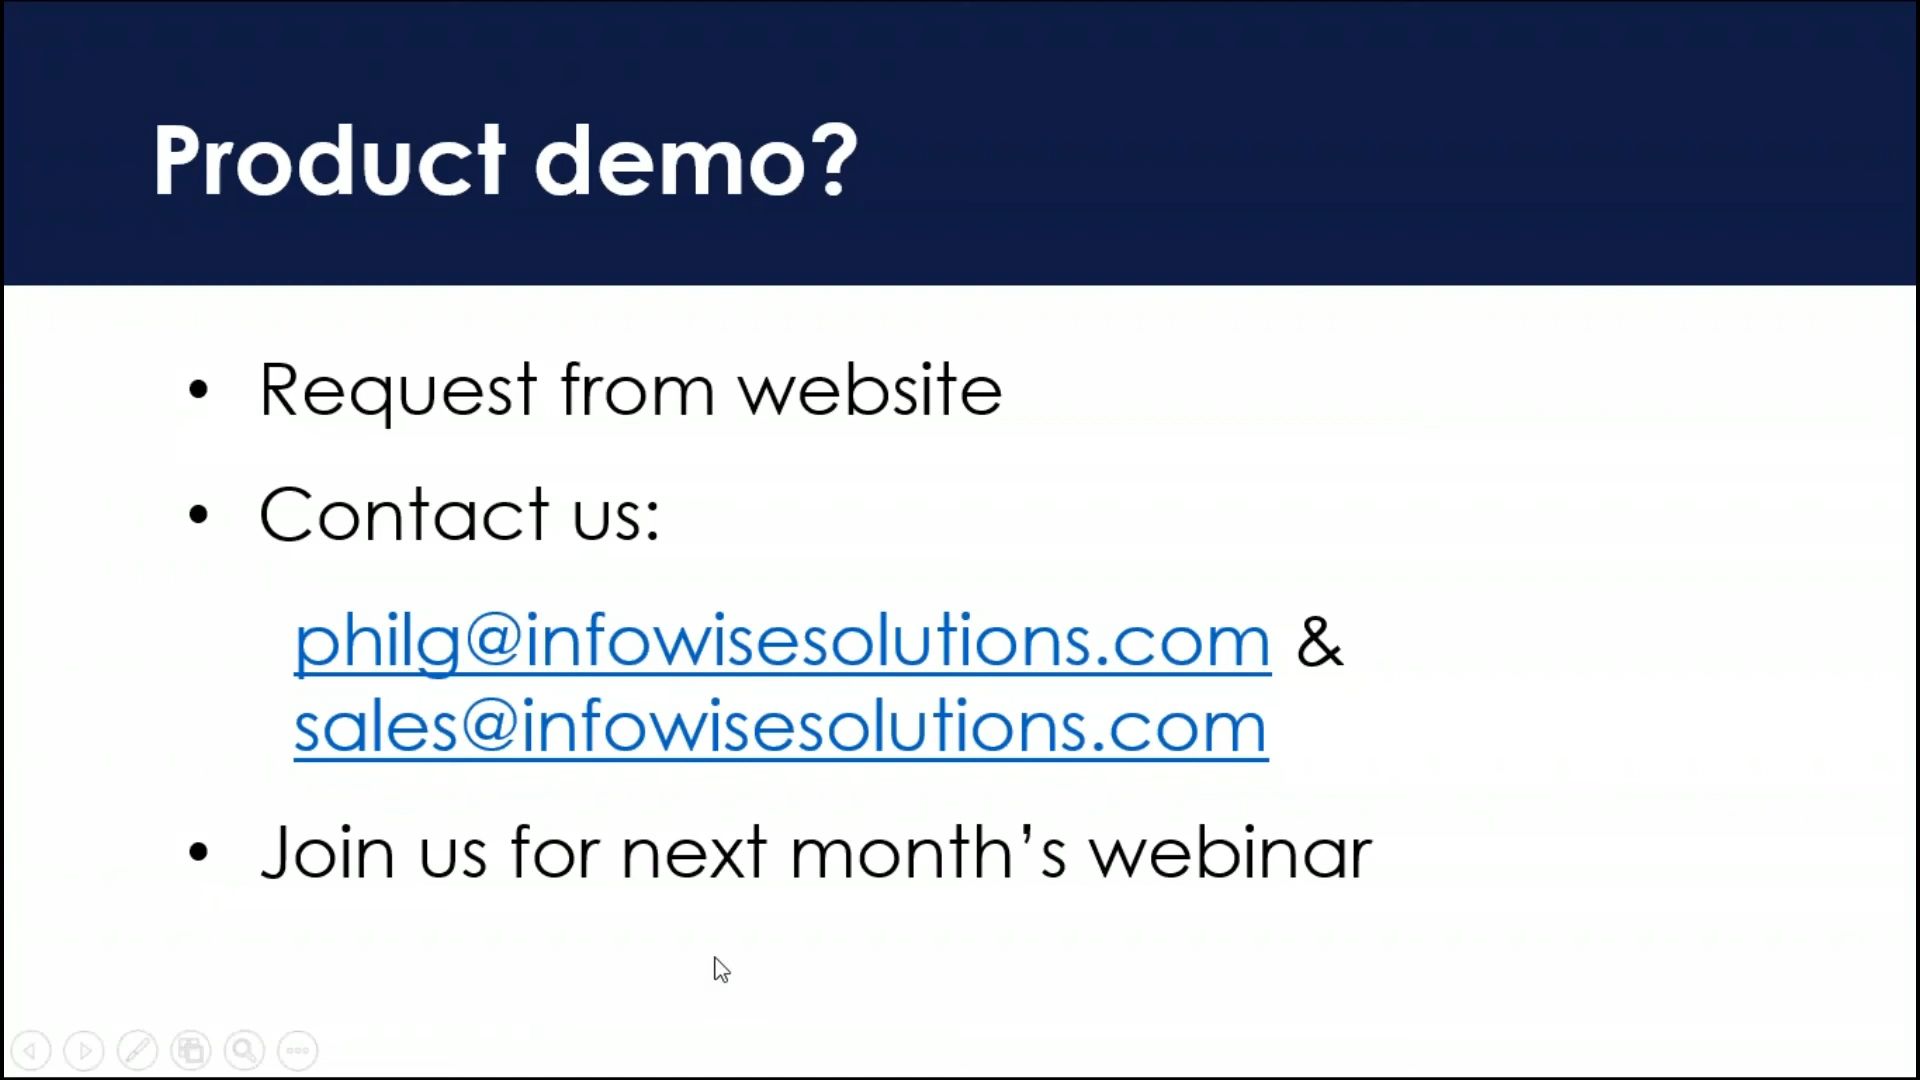 Product demo?
• Request from website
• Contact us:
philg@infowisesolutions.com &
sales@infowisesolutions.com
• Join us for next month’s webinar